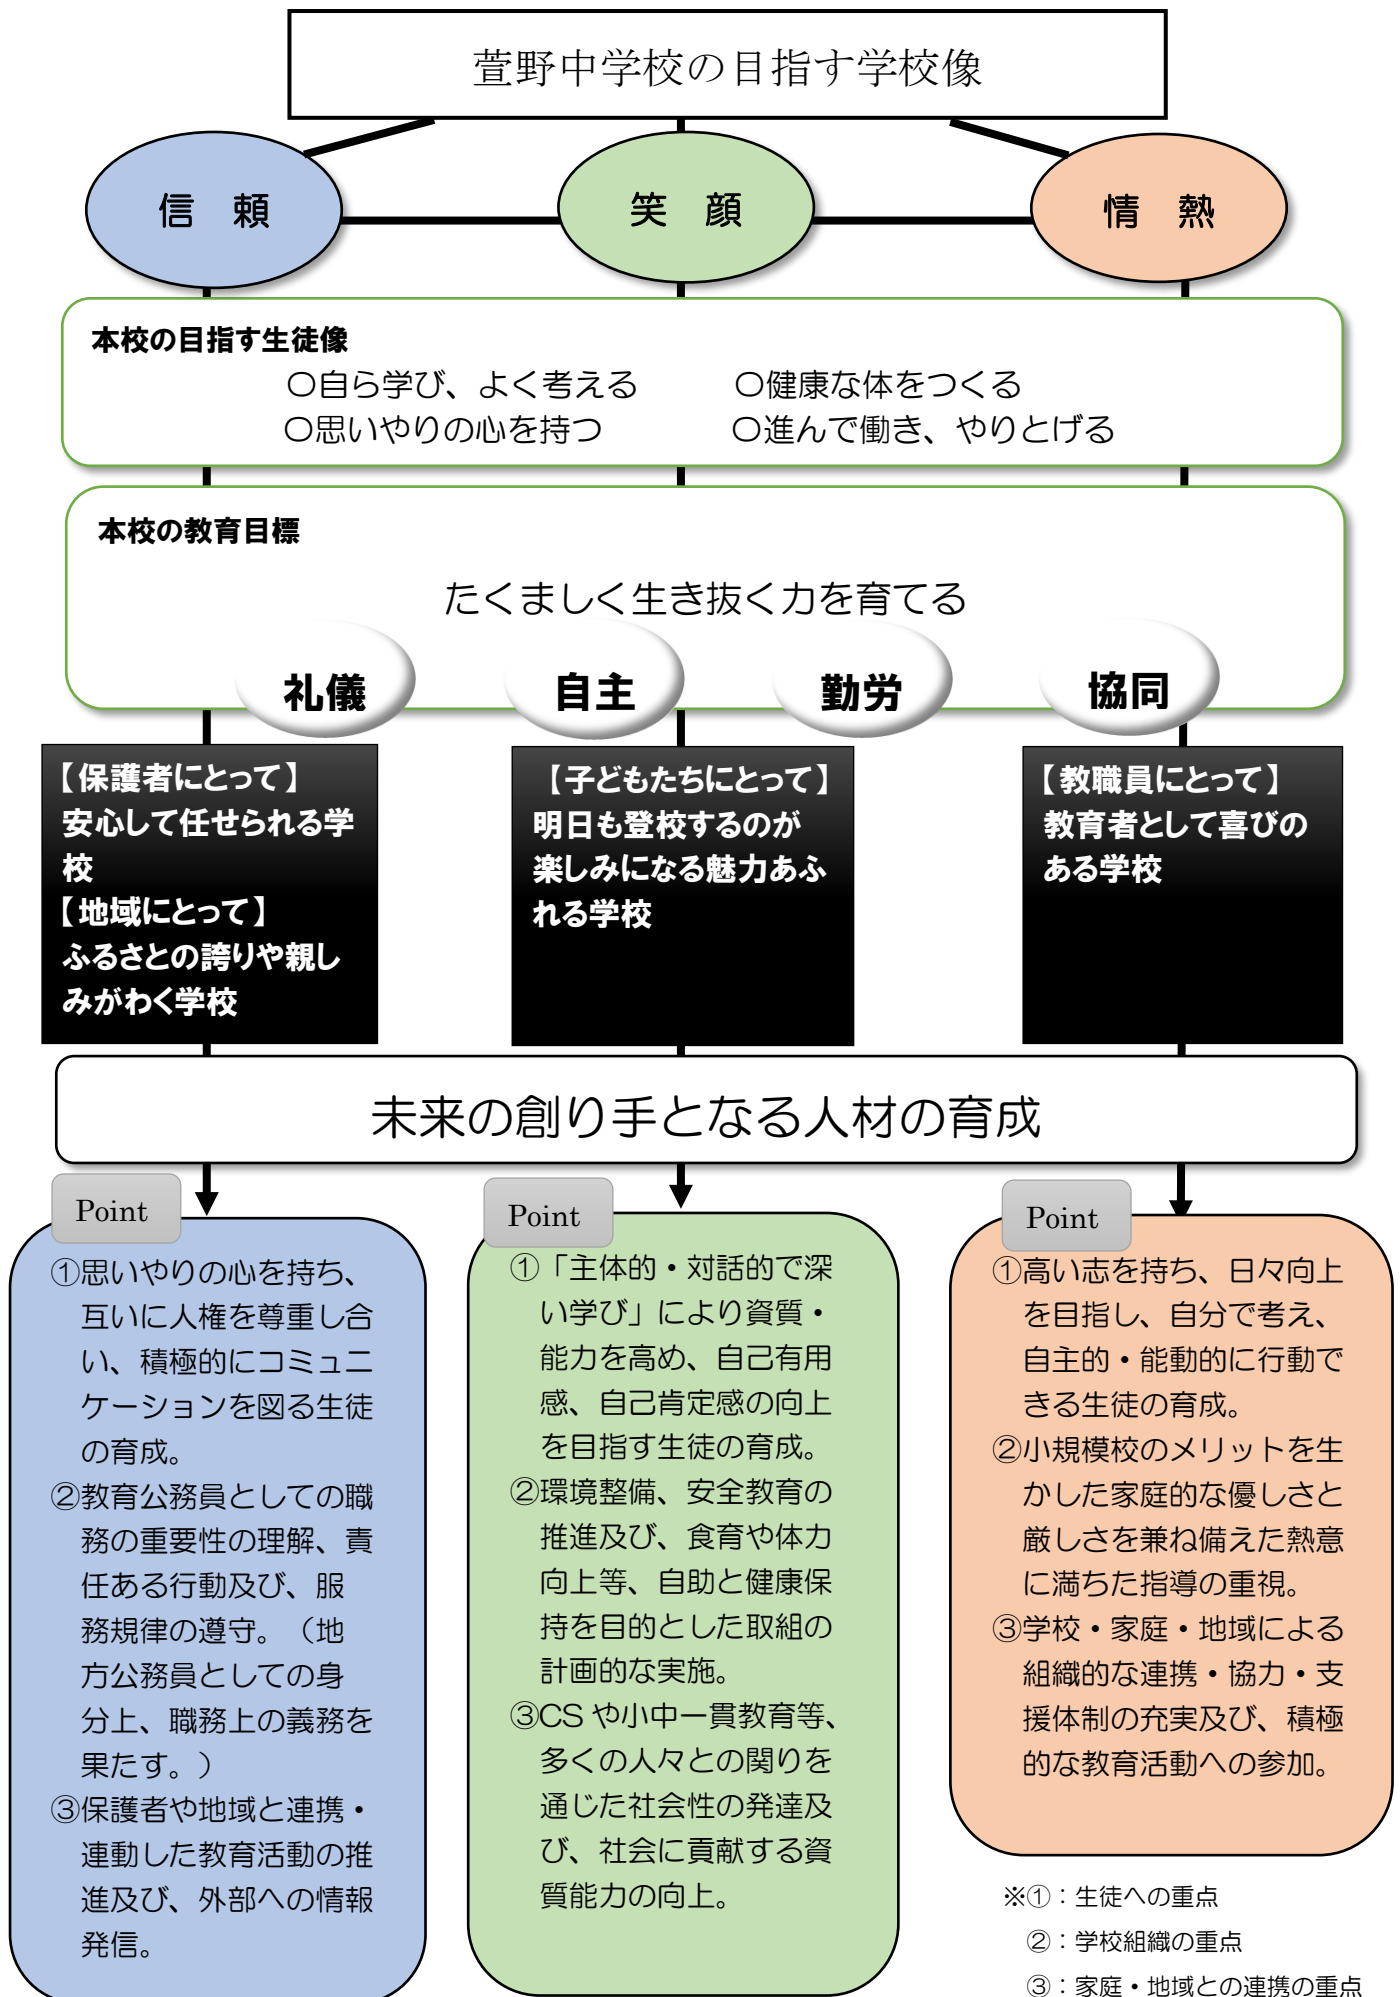 萱野中学校の目指す学校像
信　頼
笑　顔
情　熱
本校の目指す生徒像
〇自ら学び、よく考える　　〇健康な体をつくる
〇思いやりの心を持つ　　〇進んで働き、やりとげる
本校の教育目標
たくましく生き抜く力を育てる
礼儀
自主
勤労
協同
【保護者にとって】
安心して任せられる学
校
【地域にとって】
ふるさとの誇りや親し
みがわく学校
【子どもたちにとって】
明日も登校するのが
楽しみになる魅力あふ
れる学校
【教職員にとって】
教育者として喜びの
ある学校
未来の創り手となる人材の育成
Point
①思いやりの心を持ち、
互いに人権を尊重し合
い、積極的にコミュニ
ケーションを図る生徒
の育成。
②教育公務員としての職
務の重要性の理解、責
任ある行動及び、服
務規律の遵守。（地
方公務員としての身
分上、職務上の義務を
果たす。）
③保護者や地域と連携・
連動した教育活動の推
進及び、外部への情報
発信。
Point
①「主体的・対話的で深
い学び」により資質・
能力を高め、自己有用
感、自己肯定感の向上
を目指す生徒の育成。
②環境整備、安全教育の
推進及び、食育や体力
向上等、自助と健康保
持を目的とした取組の
計画的な実施。
③CS や小中一貫教育等、
多くの人々との関りを
通じた社会性の発達及
び、社会に貢献する資
質能力の向上。
Point
①高い志を持ち、日々向上
を目指し、自分で考え、
自主的・能動的に行動で
きる生徒の育成。
②小規模校のメリットを生
かした家庭的な優しさと
厳しさを兼ね備えた熱意
に満ちた指導の重視。
③学校・家庭・地域による
組織的な連携・協力・支
援体制の充実及び、積極
的な教育活動への参加。
※①：生徒への重点
②：学校組織の重点
③：家庭・地域との連携の重点